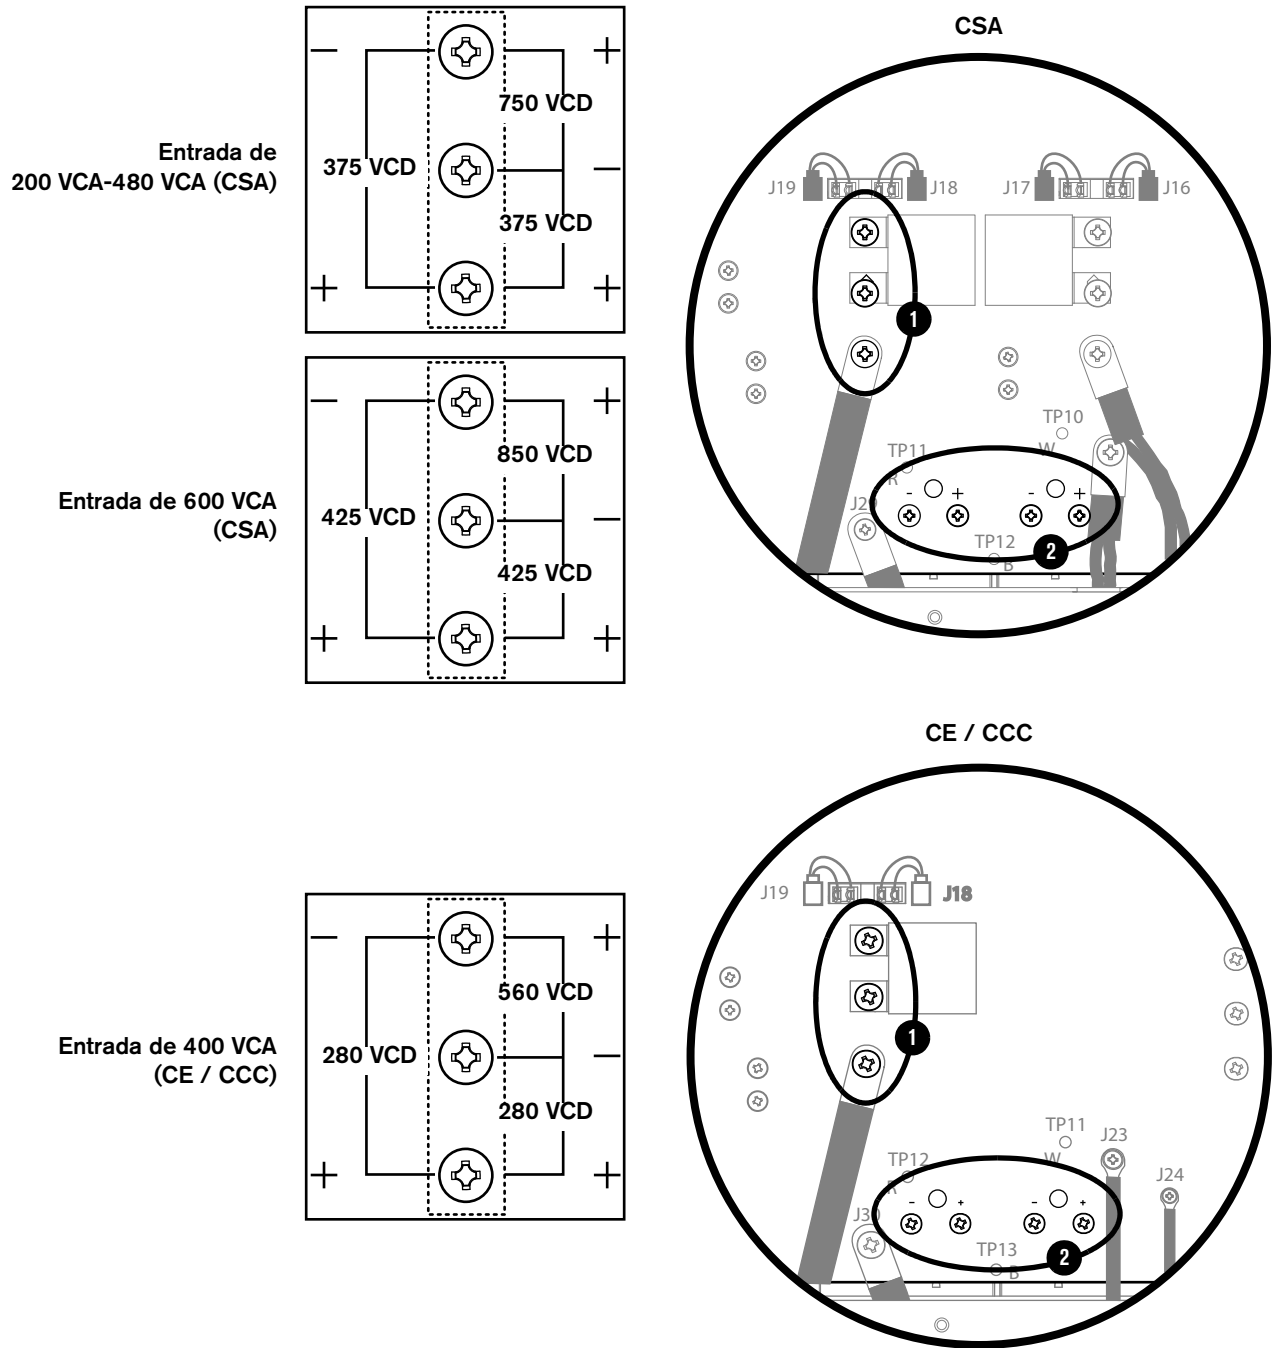 Entrada de
200 VCA-480 VCA (CSA)
− +
750 VCD
375 VCD −
375 VCD
+ +
CSA
J19 J18 J17 J16
1
TP10
W
TP11
R
- + - +
J29
TP12
B
2
Entrada de 600 VCA
(CSA)
− +
850 VCD
425 VCD −
425 VCD
+ +
CE / CCC
J19 J18
1
TP11
W
J23
TP12
R
J24
- + - +
J30
TP13
B
2
Entrada de 400 VCA
(CE / CCC)
− +
560 VCD
280 VCD −
280 VCD
+ +